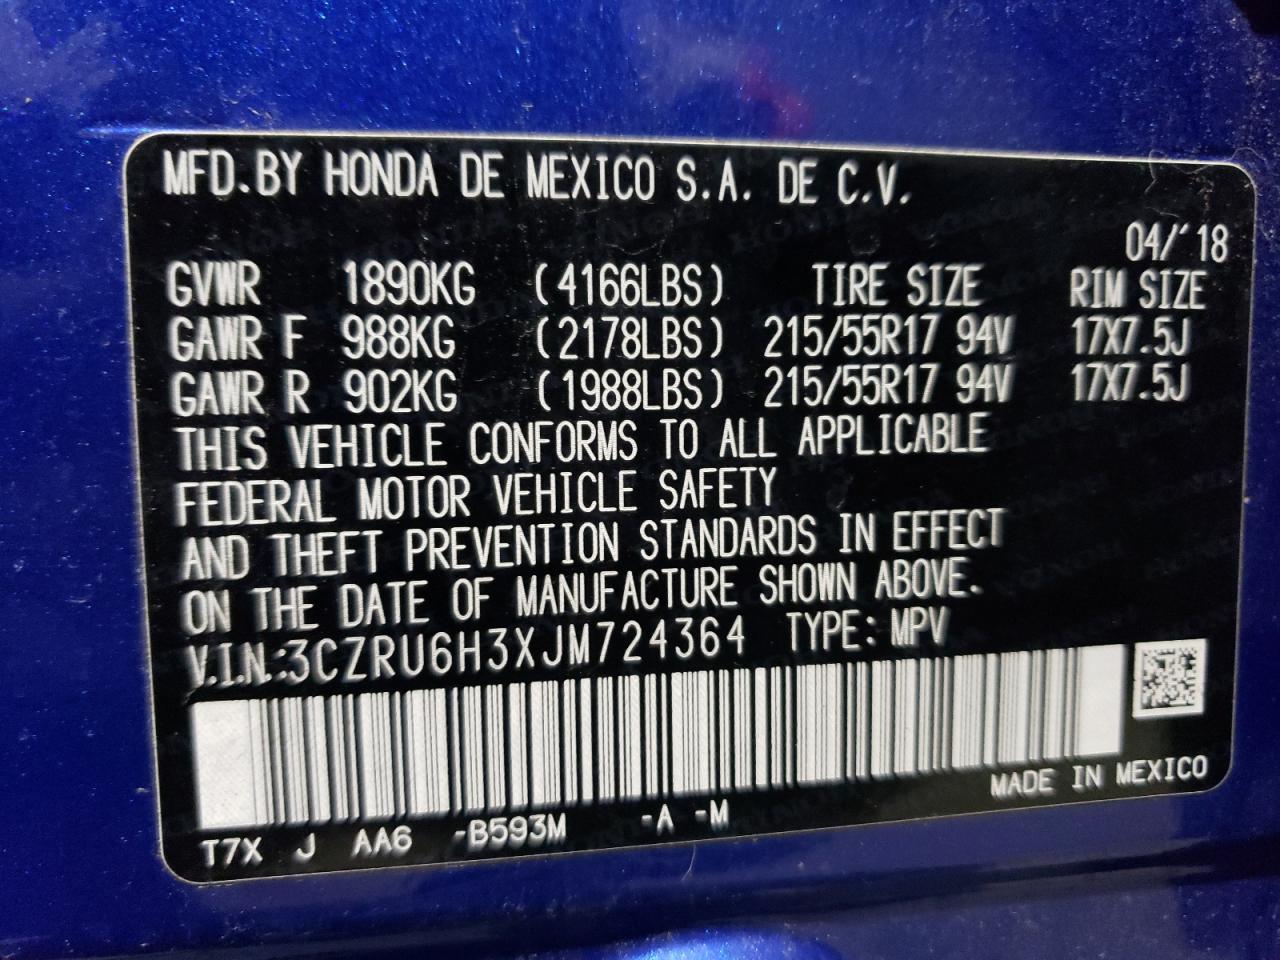 MFD.BY HONDA DE MEXICO S.A. DE C.V.
04/'18
GVWR 1890KG (4166LBS) TIRE SIZE RIM SIZE
GAWR F 988KG (2178LBS) 215/55R17 94V 17X7.5J
GAWR R 902KG (1988LBS) 215/55R17 94V 17X7.5J
THIS VEHICLE CONFORMS TO ALL APPLICABLE
FEDERAL MOTOR VEHICLE SAFETY
AND THEFT PREVENTION STANDARDS IN EFFECT
ON THE DATE OF MANUFACTURE SHOWN ABOVE.
V.I.N.:3CZRU6H3XJM724364 TYPE: MPV
MADE IN MEXICO
T7X J AA6 -B593M -A -M